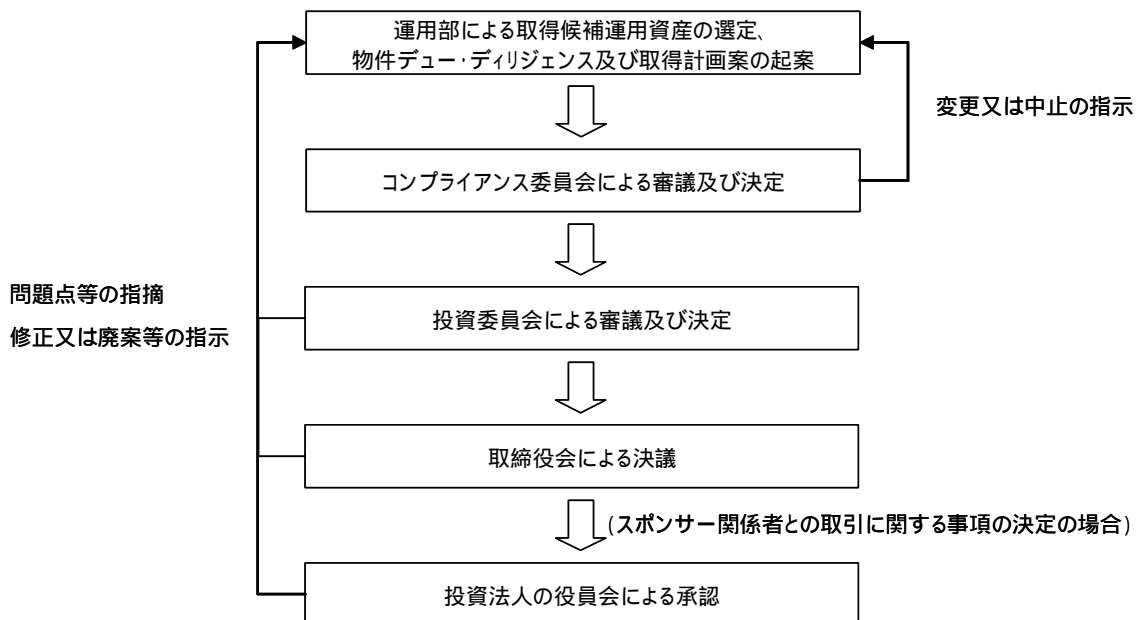 運用部による取得候補運用資産の選定、
物件デュー・ディリジェンス及び取得計画案の起案
変更又は中止の指示
コンプライアンス委員会による審議及び決定
問題点等の指摘
修正又は廃案等の指示
投資委員会による審議及び決定
取締役会による決議
(スポンサー関係者との取引に関する事項の決定の場合)
投資法人の役員会による承認